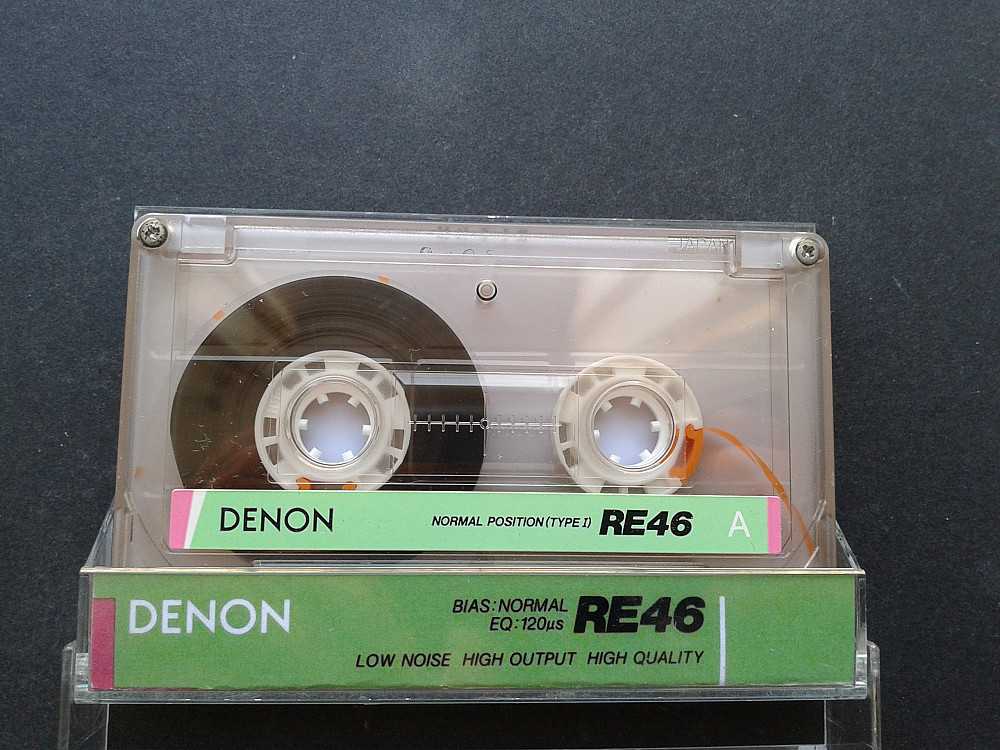 JAPAN
DENON NORMAL POSITION (TYPE I) RE46 A
DENON BIAS:NORMAL RE46
EQ:120µs
LOW NOISE HIGH OUTPUT HIGH QUALITY